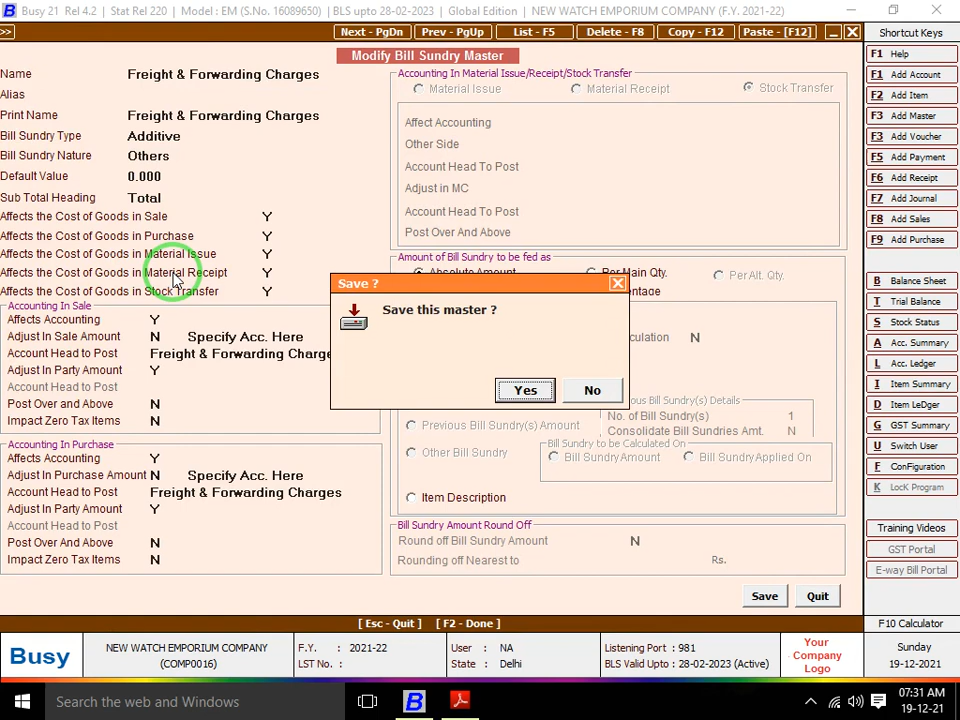 Busy 21 Rel 4.2 | Stat Rel 220 | Model : EM (S.No. 16089650) | BLS upto 28-02-2023 | Global Edition | NEW WATCH EMPORIUM COMPANY (F.Y. 2021-22)
>> Next - PgDn Prev - PgUp List - F5 Delete - F8 Copy - F12 Paste - [F12]
Modify Bill Sundry Master
Name Freight & Forwarding Charges
Alias
Print Name Freight & Forwarding Charges
Bill Sundry Type Additive
Bill Sundry Nature Others
Default Value 0.000
Sub Total Heading Total
Affects the Cost of Goods in Sale Y
Affects the Cost of Goods in Purchase Y
Affects the Cost of Goods in Material Issue Y
Affects the Cost of Goods in Material Receipt Y
Affects the Cost of Goods in Stock Transfer Y
Accounting In Sale
Affects Accounting Y
Adjust In Sale Amount N Specify Acc. Here
Account Head to Post Freight & Forwarding Charge
Adjust In Party Amount Y
Account Head to Post
Post Over and Above N
Impact Zero Tax Items N
Accounting In Purchase
Affects Accounting Y
Adjust In Purchase Amount N Specify Acc. Here
Account Head to Post Freight & Forwarding Charges
Adjust In Party Amount Y
Account Head to Post
Post Over And Above N
Impact Zero Tax Items N
Accounting In Material Issue/Receipt/Stock Transfer
Material Issue Material Receipt Stock Transfer
Affect Accounting
Other Side
Account Head To Post
Adjust in MC
Account Head To Post
Post Over And Above
Amount of Bill Sundry to be fed as
Absolute Amount Per Main Qty. Per Alt. Qty.
centage
Save ?
Save this master ?
Yes No
culation N
ous Bill Sundry(s) Details
No. of Bill Sundry(s) 1
Consolidate Bill Sundries Amt. N
Previous Bill Sundry(s) Amount
Bill Sundry to be Calculated On
Other Bill Sundry Bill Sundry Amount Bill Sundry Applied On
Item Description
Bill Sundry Amount Round Off
Round off Bill Sundry Amount N
Rounding off Nearest to Rs.
Save Quit
[ Esc - Quit ] [ F2 - Done ]
Shortcut Keys
F1 Help
F1 Add Account
F2 Add Item
F3 Add Master
F3 Add Voucher
F5 Add Payment
F6 Add Receipt
F7 Add Journal
F8 Add Sales
F9 Add Purchase
B Balance Sheet
T Trial Balance
S Stock Status
A Acc. Summary
L Acc. Ledger
I Item Summary
D Item LeDger
G GST Summary
U Switch User
F ConFiguration
K LocK Program
Training Videos
GST Portal
E-way Bill Portal
F10 Calculator
Busy
NEW WATCH EMPORIUM COMPANY
(COMP0016)
F.Y. : 2021-22
LST No. :
User : NA
State : Delhi
Listening Port : 981
BLS Valid Upto : 28-02-2023 (Active)
Your
Company
Logo
Sunday
19-12-2021
Search the web and Windows
07:31 AM
19-12-21